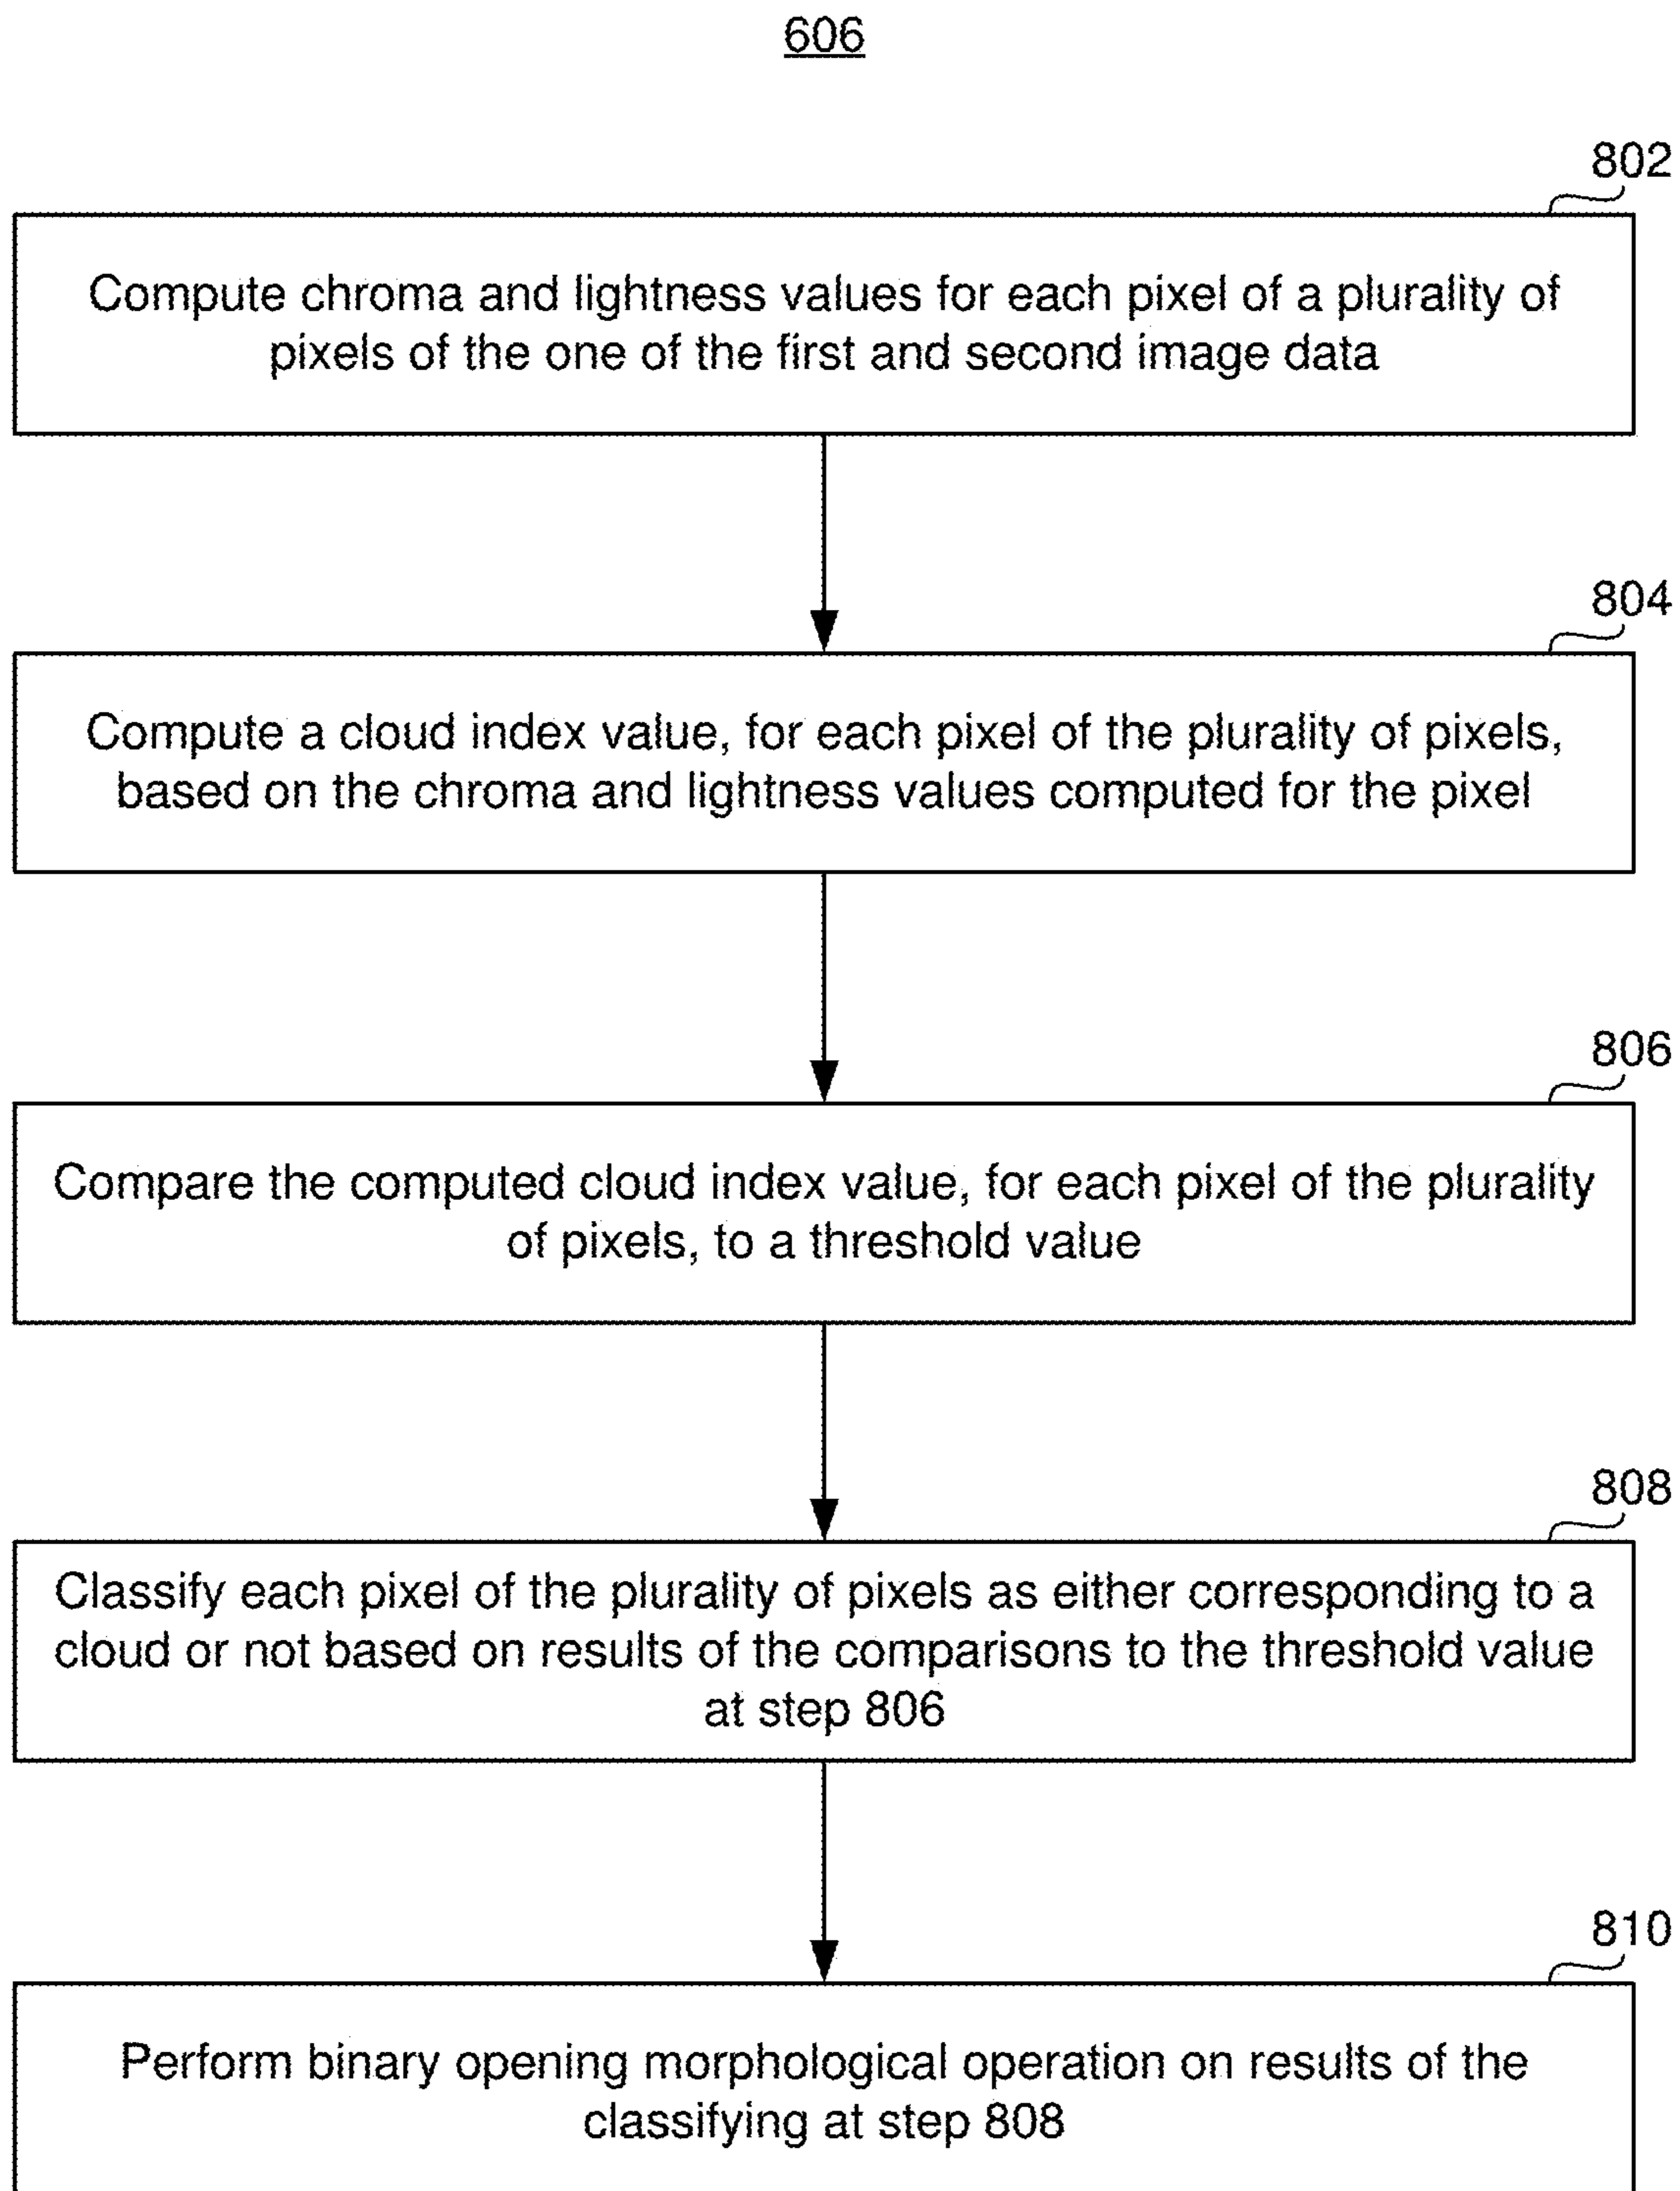 606
802
Compute chroma and lightness values for each pixel of a plurality of
pixels of the one of the first and second image data
804
Compute a cloud index value, for each pixel of the plurality of pixels,
based on the chroma and lightness values computed for the pixel
806
Compare the computed cloud index value, for each pixel of the plurality
of pixels, to a threshold value
808
Classify each pixel of the plurality of pixels as either corresponding to a
cloud or not based on results of the comparisons to the threshold value
at step 806
810
Perform binary opening morphological operation on results of the
classifying at step 808